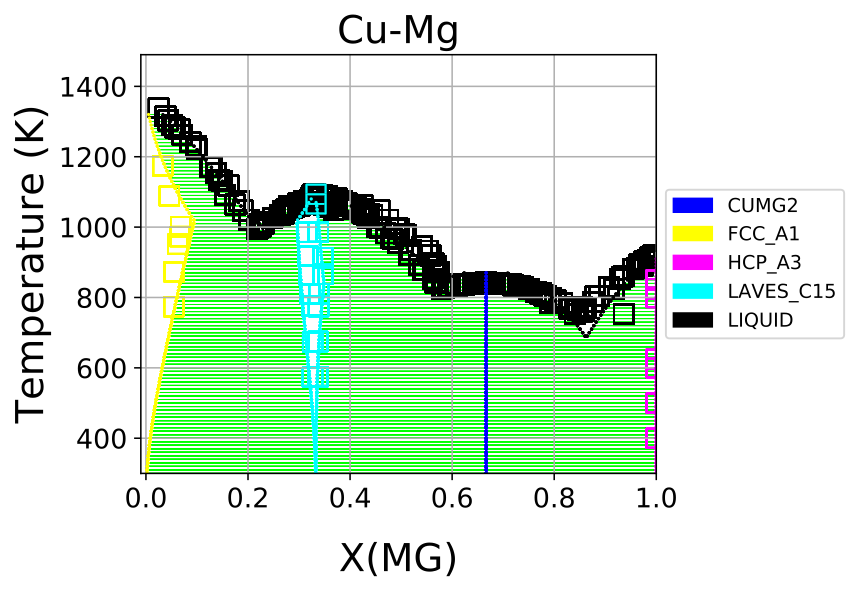 Cu-Mg
Temperature (K)
1400
1200
1000
800
600
400
0.0 0.2 0.4 0.6 0.8 1.0
X(MG)
CUMG2
FCC_A1
HCP_A3
LAVES_C15
LIQUID